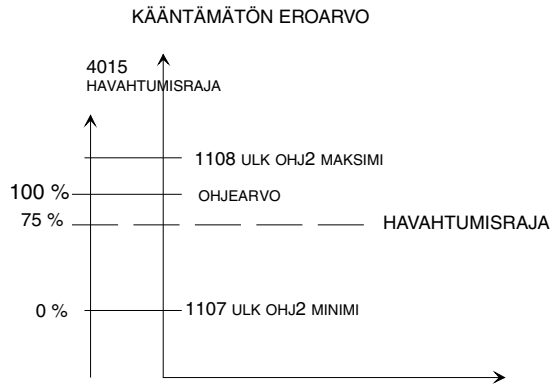 KÄÄNTÄMÄTÖN EROARVO
4015
HAVAHTUMISRAJA
1108 ULK OHJ2 MAKSIMI
100 %
OHJEARVO
75 %
HAVAHTUMISRAJA
0 %
1107 ULK OHJ2 MINIMI